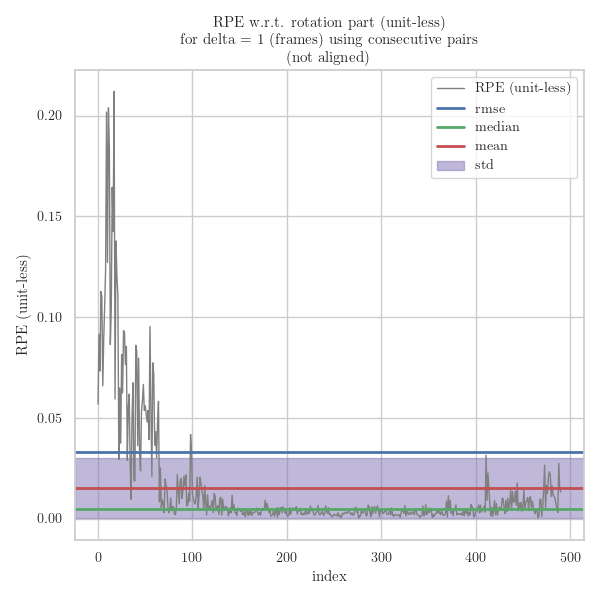 RPE w.r.t. rotation part (unit-less)
for delta = 1 (frames) using consecutive pairs
(not aligned)
RPE (unit-less)
rmse
median
mean
std
0.20
0.15
0.10
0.05
0.00
RPE (unit-less)
0 100 200 300 400 500
index